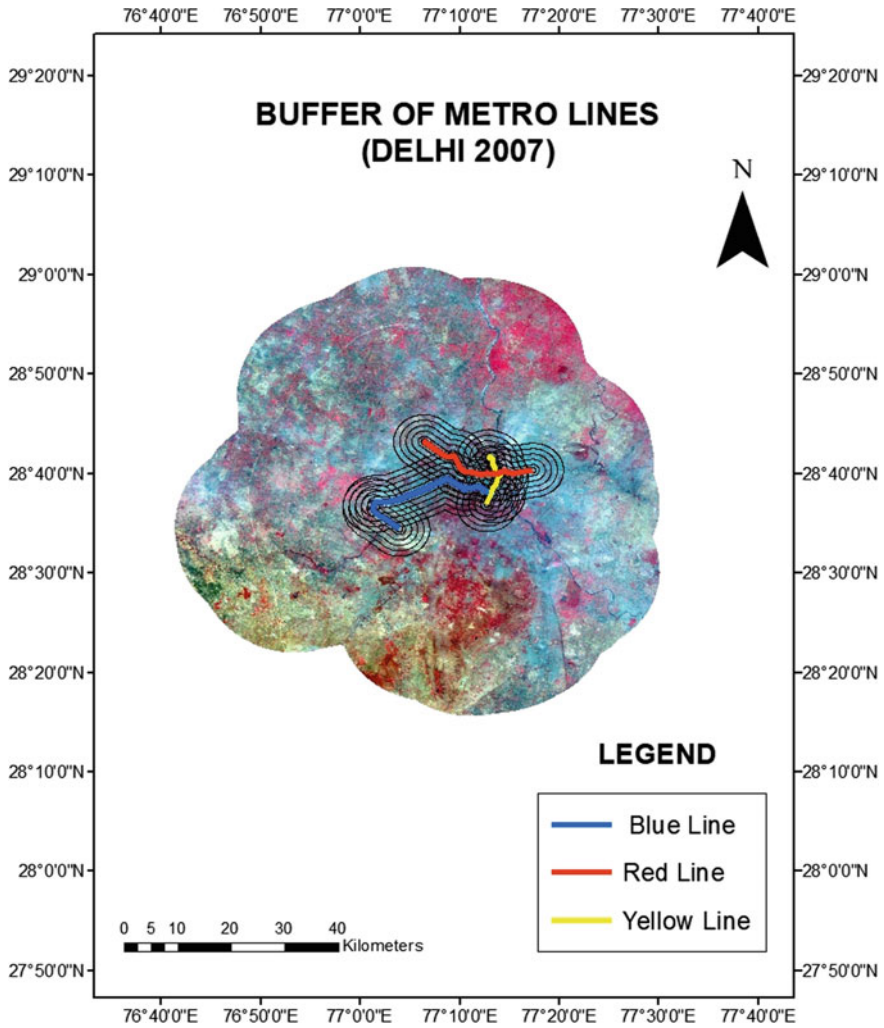 76°40'0"E 76°50'0"E 77°0'0"E 77°10'0"E 77°20'0"E 77°30'0"E 77°40'0"E
29°20'0"N 29°20'0"N
BUFFER OF METRO LINES
(DELHI 2007)
29°10'0"N 29°10'0"N
N
29°0'0"N 29°0'0"N
28°50'0"N 28°50'0"N
28°40'0"N 28°40'0"N
28°30'0"N 28°30'0"N
28°20'0"N 28°20'0"N
LEGEND
28°10'0"N 28°10'0"N
Blue Line
28°0'0"N 28°0'0"N
Red Line
Yellow Line
0 5 10 20 30 40
Kilometers
27°50'0"N 27°50'0"N
76°40'0"E 76°50'0"E 77°0'0"E 77°10'0"E 77°20'0"E 77°30'0"E 77°40'0"E